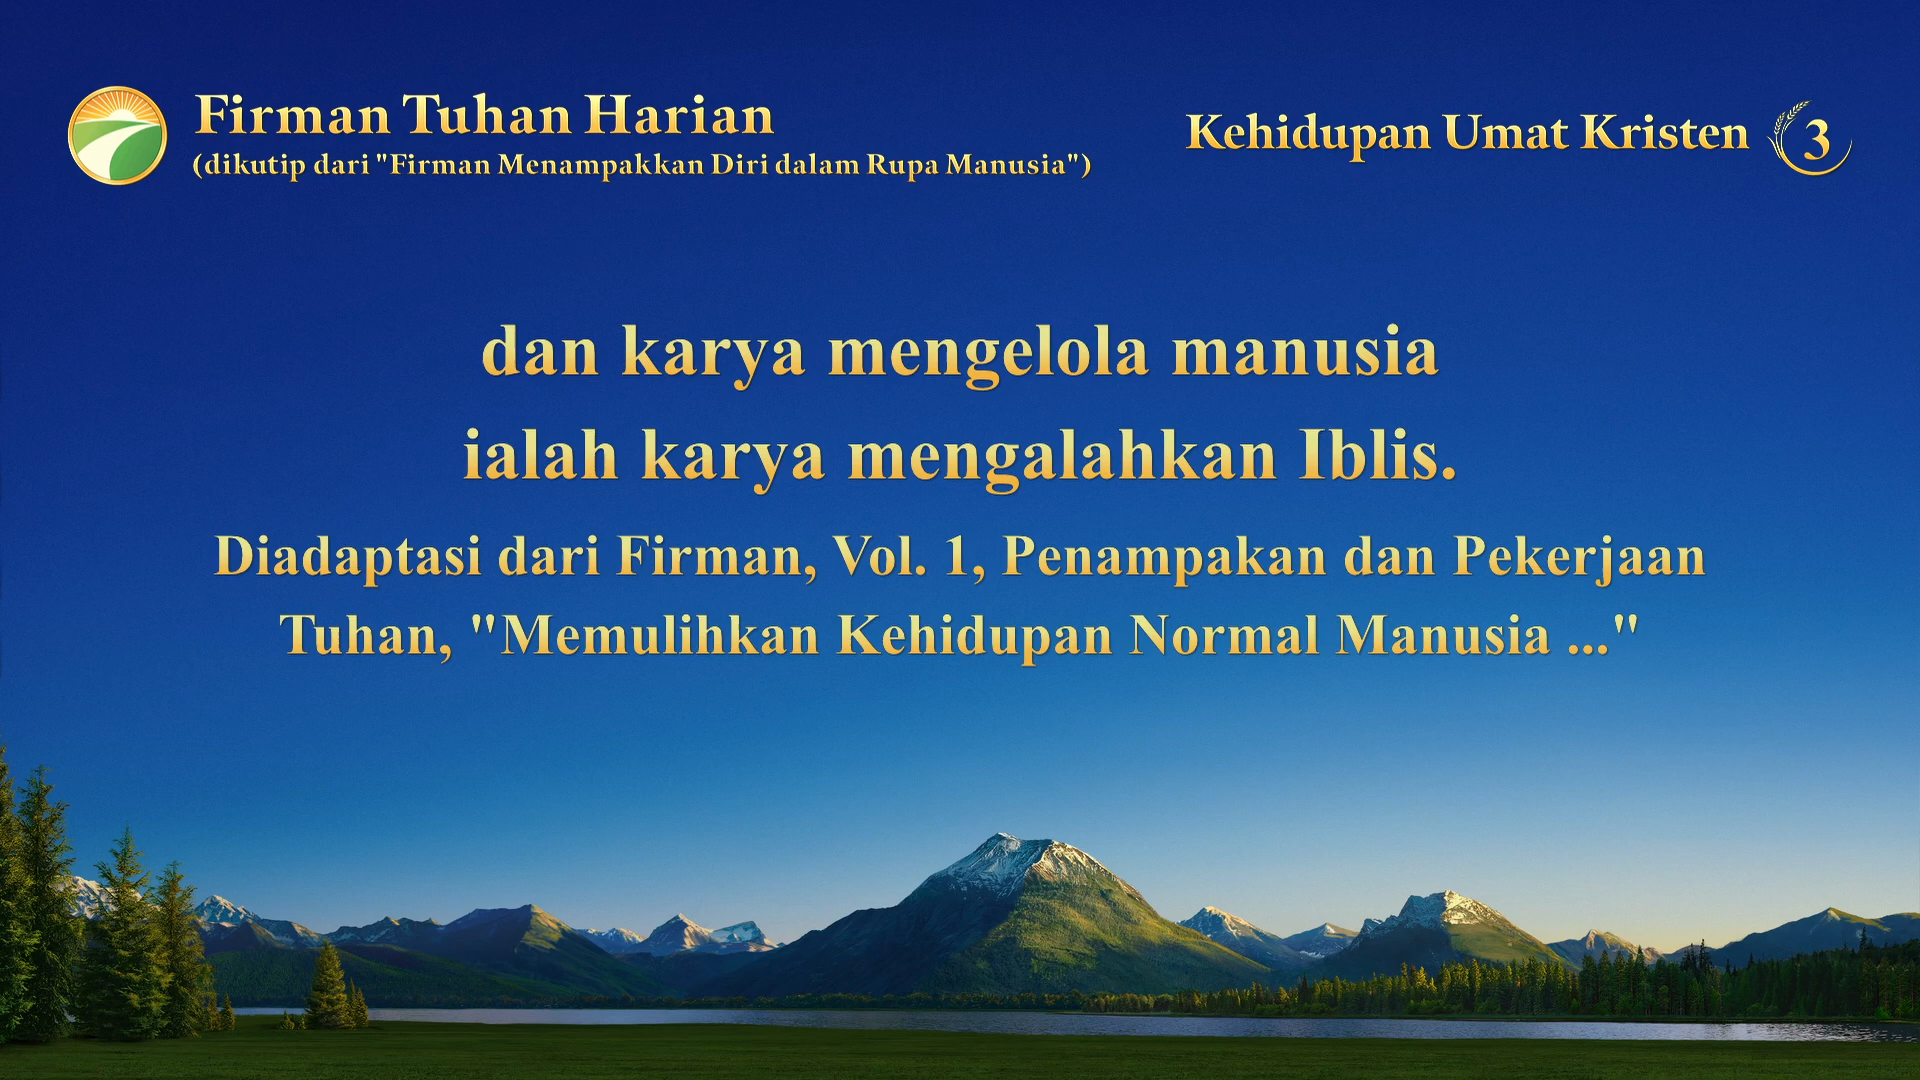 Firman Tuhan Harian
(dikutip dari "Firman Menampakkan Diri dalam Rupa Manusia")
Kehidupan Umat Kristen 3
dan karya mengelola manusia
ialah karya mengalahkan Iblis.
Diadaptasi dari Firman, Vol. 1, Penampakan dan Pekerjaan
Tuhan, "Memulihkan Kehidupan Normal Manusia ..."